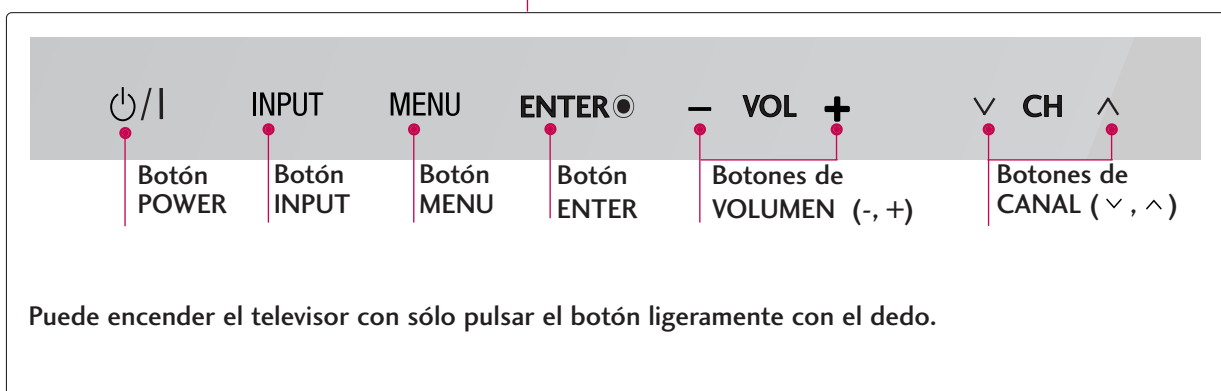 ⏻/I INPUT MENU ENTER◉ – VOL + ∨ CH ∧
Botón POWER
Botón INPUT
Botón MENU
Botón ENTER
Botones de VOLUMEN (-, +)
Botones de CANAL (∨, ∧)
Puede encender el televisor con sólo pulsar el botón ligeramente con el dedo.